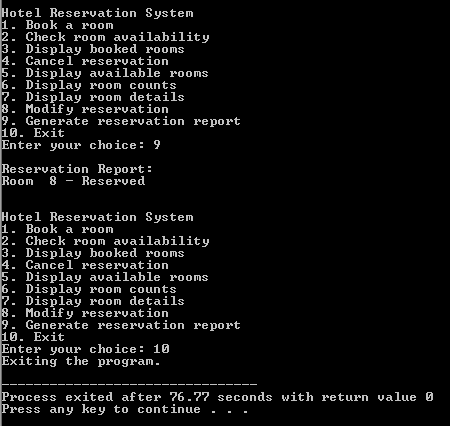 Hotel Reservation System
1. Book a room
2. Check room availability
3. Display booked rooms
4. Cancel reservation
5. Display available rooms
6. Display room counts
7. Display room details
8. Modify reservation
9. Generate reservation report
10. Exit
Enter your choice: 9
Reservation Report:
Room  8 - Reserved
Hotel Reservation System
1. Book a room
2. Check room availability
3. Display booked rooms
4. Cancel reservation
5. Display available rooms
6. Display room counts
7. Display room details
8. Modify reservation
9. Generate reservation report
10. Exit
Enter your choice: 10
Exiting the program.
--------------------------------
Process exited after 76.77 seconds with return value 0
Press any key to continue . . .